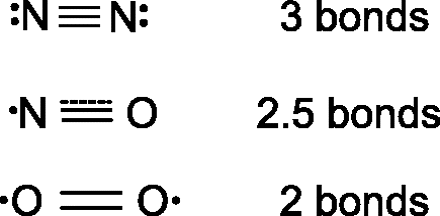 :N≡N: 3 bonds
·N≡O 2.5 bonds
·O=O· 2 bonds